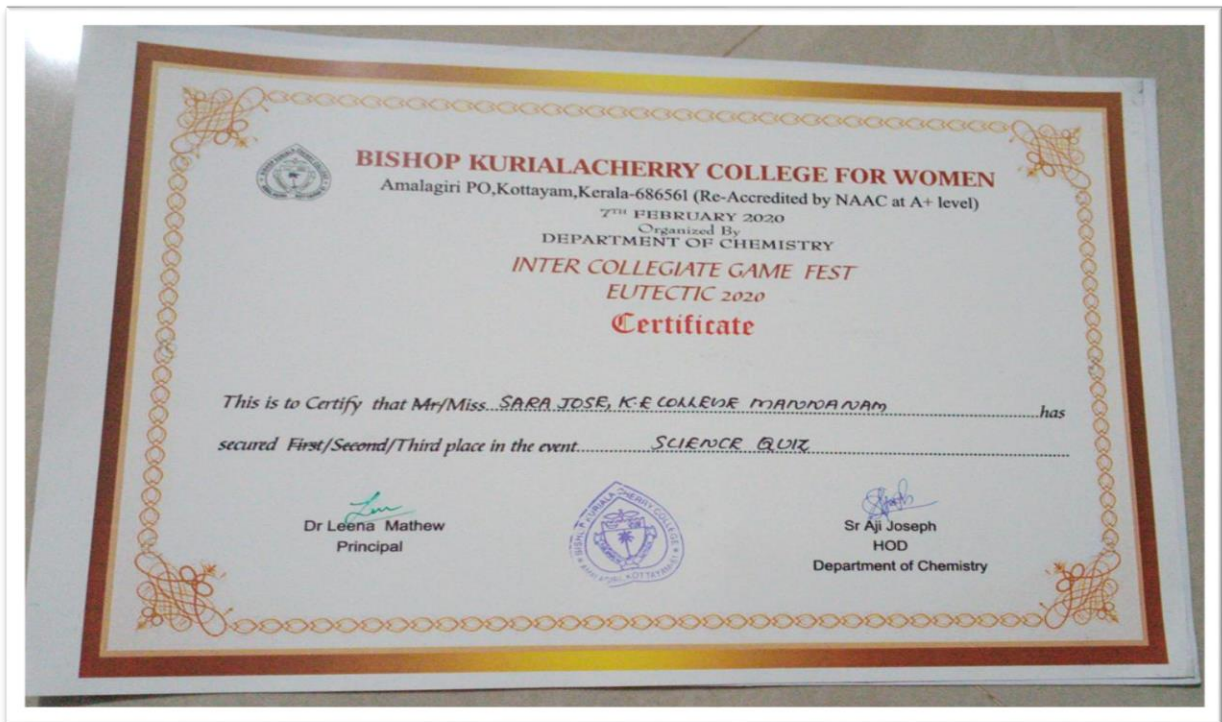 BISHOP KURIALACHERRY COLLEGE FOR WOMEN
Amalagiri PO,Kottayam,Kerala-686561 (Re-Accredited by NAAC at A+ level)
7TH FEBRUARY 2020
Organized By
DEPARTMENT OF CHEMISTRY
INTER COLLEGIATE GAME FEST
EUTECTIC 2020
Certificate
This is to Certify that Mr/Miss SARA JOSE, K.E COLLEGE MANNANAM has
secured First/Second/Third place in the event SCIENCE QUIZ
Dr Leena Mathew
Principal
BISHOP KURIALACHERRY COLLEGE
Sr Aji Joseph
HOD
Department of Chemistry